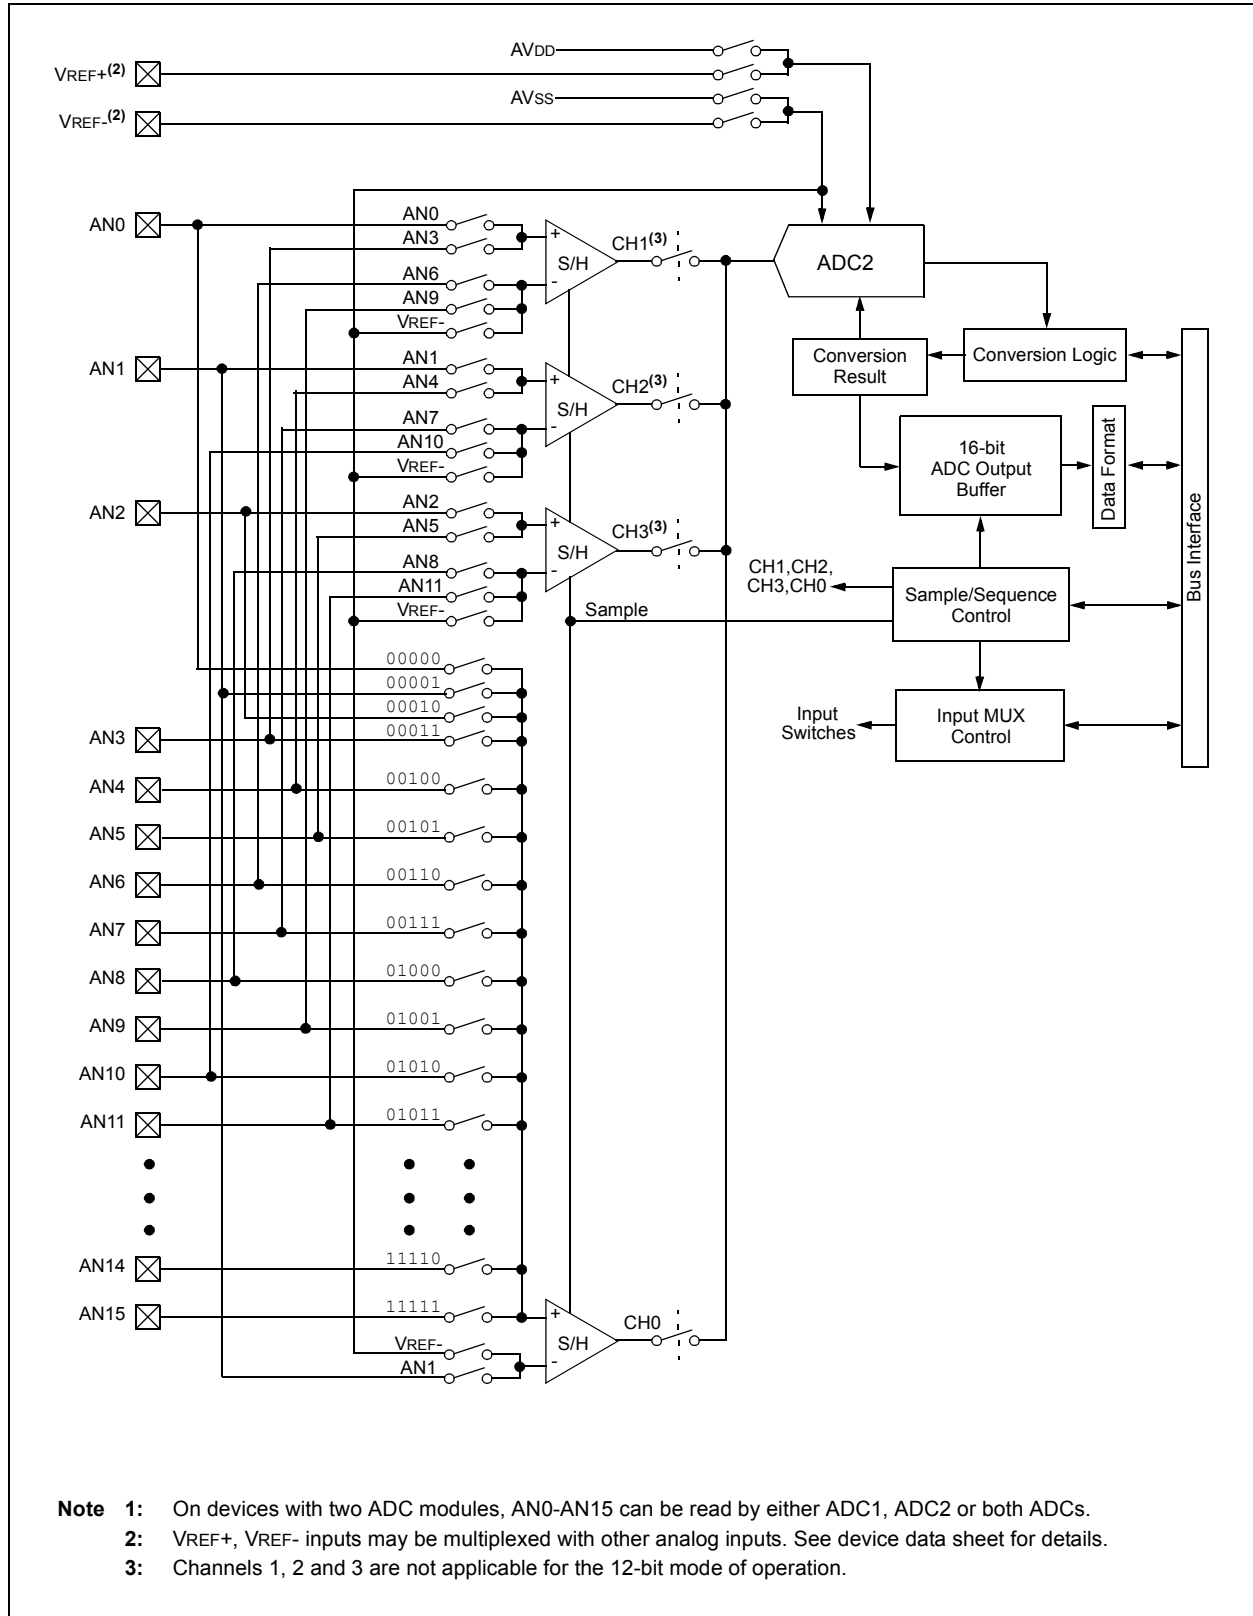 AVDD
VREF+(2)
AVSS
VREF-(2)
AN0
AN0
AN3
+
S/H
-
CH1(3)
ADC2
AN6
AN9
VREF-
AN1
AN1
AN4
+
S/H
-
CH2(3)
Conversion
Result
Conversion Logic
AN7
AN10
VREF-
16-bit
ADC Output
Buffer
Data Format
Bus Interface
AN2
AN2
AN5
+
S/H
-
CH3(3)
AN8
AN11
VREF-
CH1,CH2,
CH3,CH0
Sample/Sequence
Control
Sample
00000
00001
00010
AN3
00011
Input
Switches
Input MUX
Control
AN4
00100
AN5
00101
AN6
00110
AN7
00111
AN8
01000
AN9
01001
AN10
01010
AN11
01011
AN14
11110
AN15
11111
+
S/H
-
CH0
VREF-
AN1
Note 1: On devices with two ADC modules, AN0-AN15 can be read by either ADC1, ADC2 or both ADCs.
2: VREF+, VREF- inputs may be multiplexed with other analog inputs. See device data sheet for details.
3: Channels 1, 2 and 3 are not applicable for the 12-bit mode of operation.